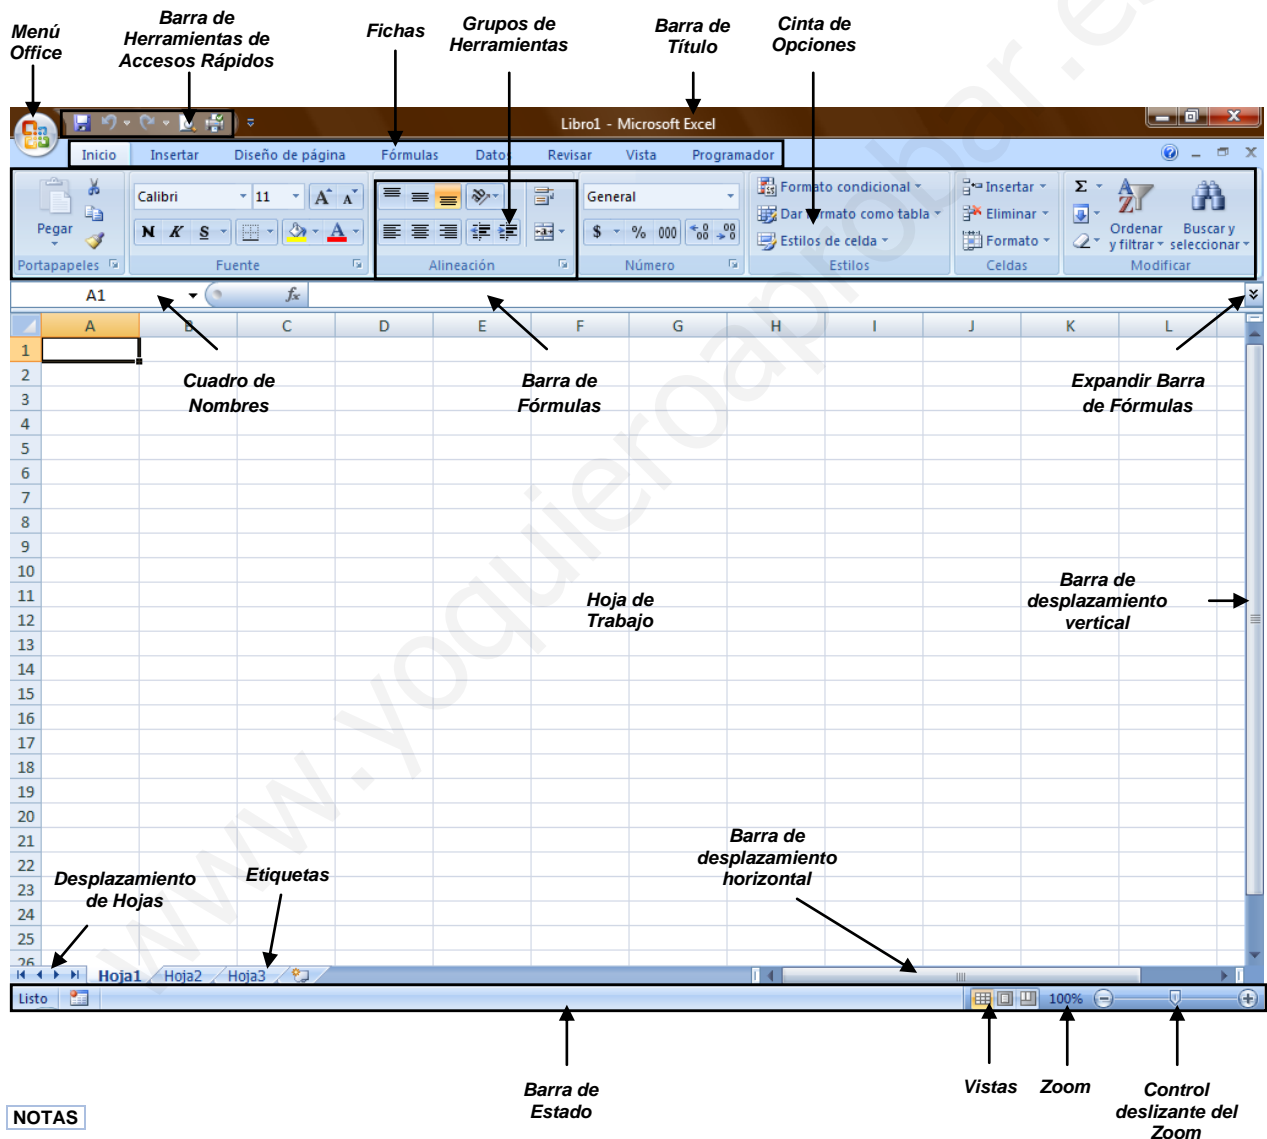 Menú
Office
Barra de
Herramientas de
Accesos Rápidos
Fichas
Grupos de
Herramientas
Barra de
Título
Cinta de
Opciones
Libro1 - Microsoft Excel
Inicio Insertar Diseño de página Fórmulas Datos Revisar Vista Programador
Pegar
Portapapeles
Calibri 11 A A
N K S A
Fuente
Alineación
General
$ % 000
Número
Formato condicional
Dar formato como tabla
Estilos de celda
Estilos
Insertar
Eliminar
Formato
Celdas
Σ
Ordenar
y filtrar
Buscar y
seleccionar
Modificar
A1 fx
A B C D E F G H I J K L
1
2
3
4
5
6
7
8
9
10
11
12
13
14
15
16
17
18
19
20
21
22
23
24
25
26
Cuadro de
Nombres
Barra de
Fórmulas
Expandir Barra
de Fórmulas
Hoja de
Trabajo
Barra de
desplazamiento
vertical
Barra de
desplazamiento
horizontal
Desplazamiento
de Hojas
Etiquetas
Hoja1 Hoja2 Hoja3
Listo 100%
Barra de
Estado
Vistas
Zoom
Control
deslizante del
Zoom
NOTAS
www.yoquieroaprobar.es